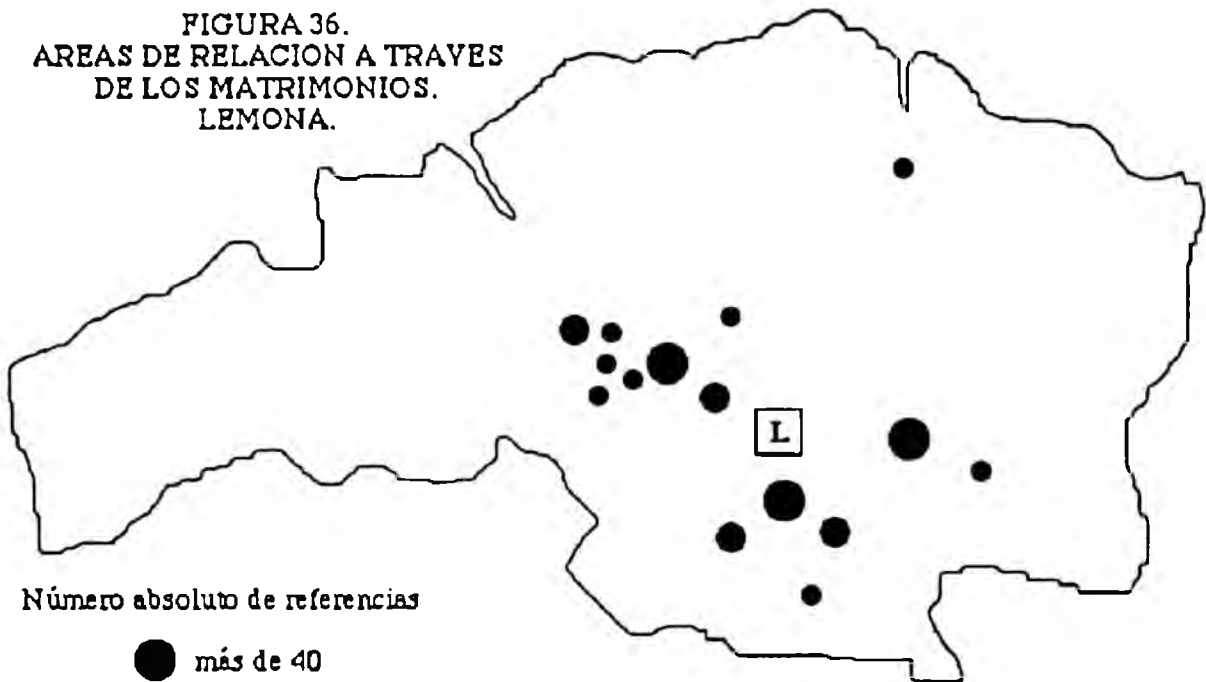 FIGURA 36.
AREAS DE RELACION A TRAVES
DE LOS MATRIMONIOS.
LEMONA.
L
Número absoluto de referencias
más de 40